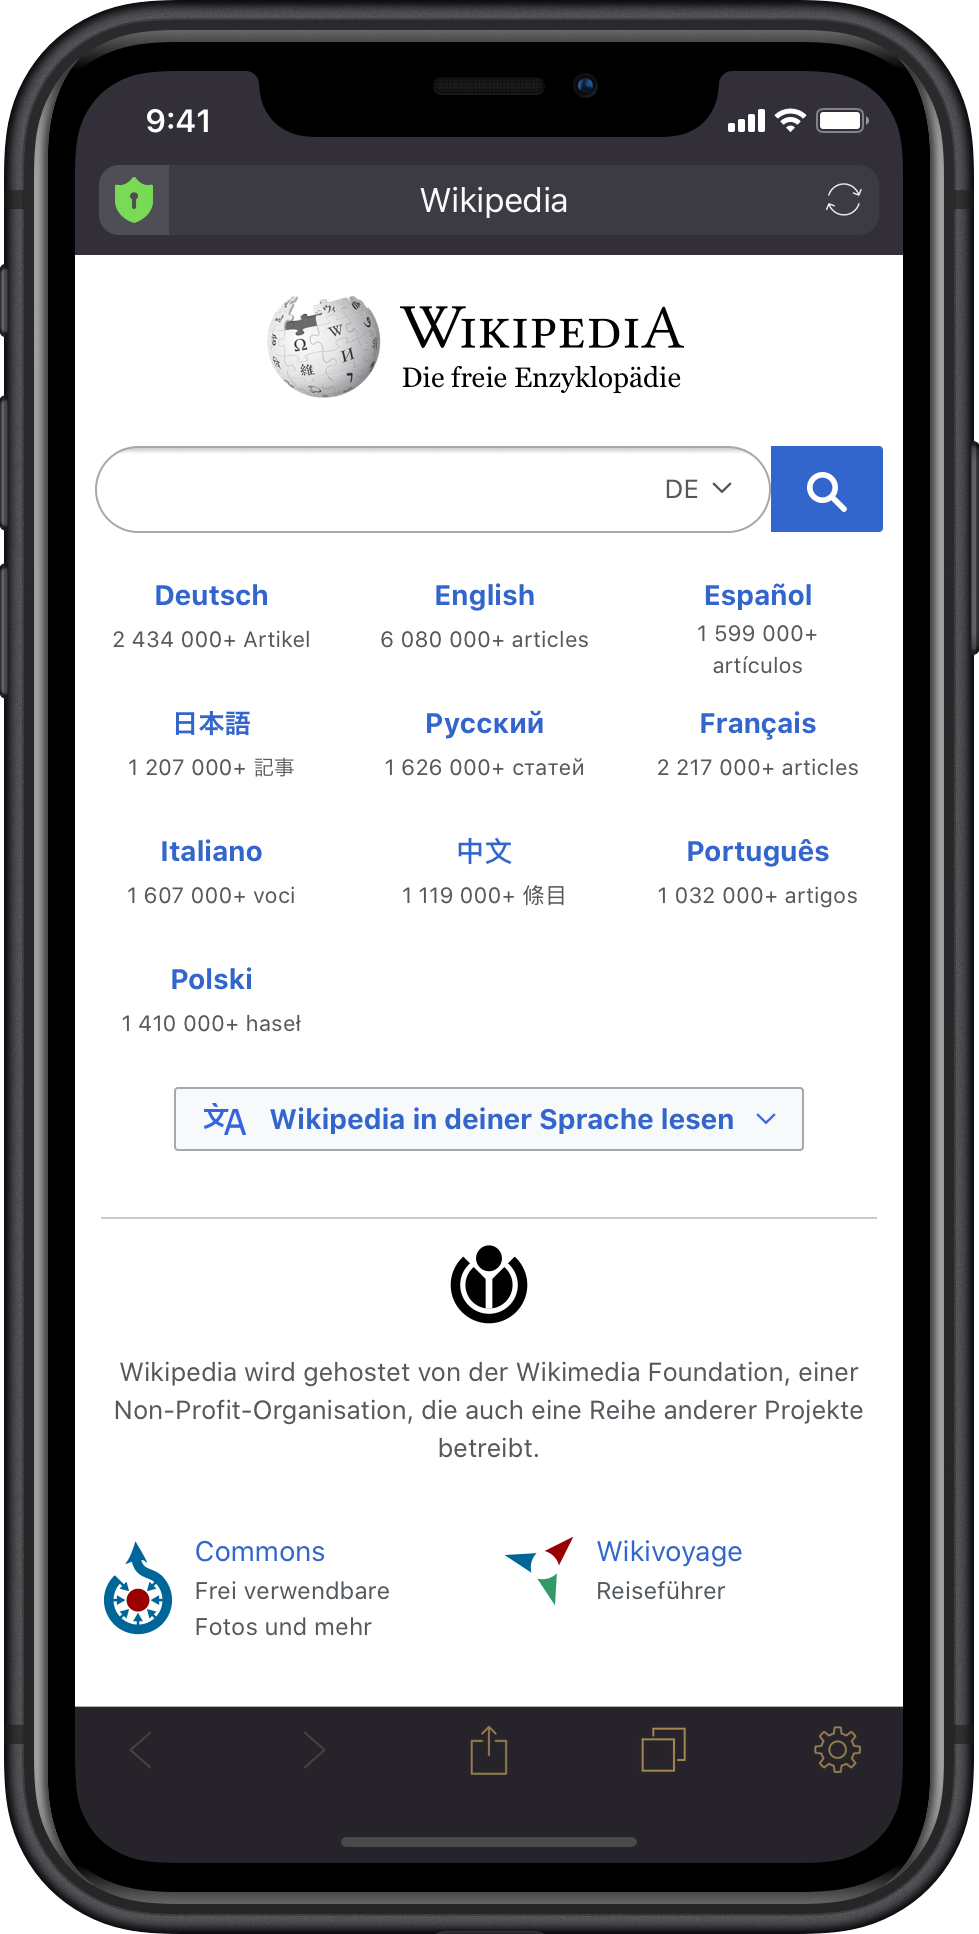 9:41
Wikipedia
WIKIPEDIA
Die freie Enzyklopädie
DE
Deutsch
2 434 000+ Artikel
English
6 080 000+ articles
Español
1 599 000+
artículos
日本語
1 207 000+ 記事
Русский
1 626 000+ статей
Français
2 217 000+ articles
Italiano
1 607 000+ voci
中文
1 119 000+ 條目
Português
1 032 000+ artigos
Polski
1 410 000+ haseł
文A Wikipedia in deiner Sprache lesen
Wikipedia wird gehostet von der Wikimedia Foundation, einer
Non-Profit-Organisation, die auch eine Reihe anderer Projekte
betreibt.
Commons
Frei verwendbare
Fotos und mehr
Wikivoyage
Reiseführer